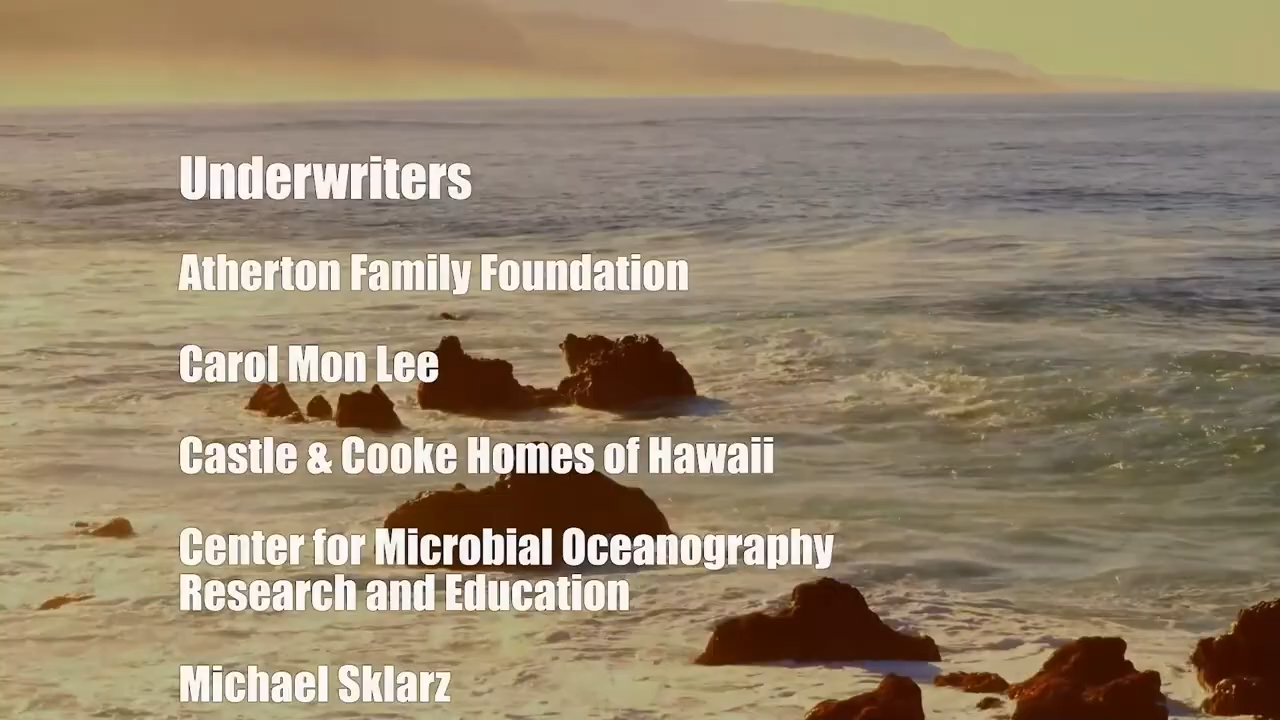 Underwriters
Atherton Family Foundation
Carol Mon Lee
Castle & Cooke Homes of Hawaii
Center for Microbial Oceanography
Research and Education
Michael Sklarz